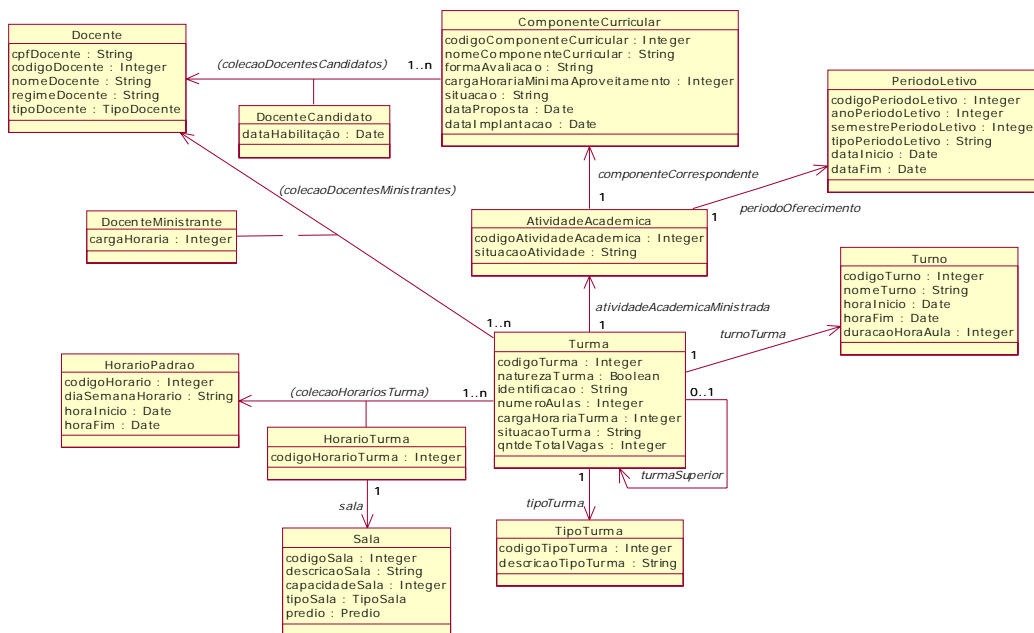 Docente
cpfDocente : String
codigoDocente : Integer
nomeDocente : String
regimeDocente : String
tipoDocente : TipoDocente
(colecaoDocentesCandidatos)
1..n
DocenteCandidato
dataHabilitação : Date
ComponenteCurricular
codigoComponenteCurricular : Integer
nomeComponenteCurricular : String
formaAvaliacao : String
cargaHorariaMinimaAproveitamento : Integer
situacao : String
dataProposta : Date
dataImplantacao : Date
PeriodoLetivo
codigoPeriodoLetivo : Integer
anoPeriodoLetivo : Integer
semestrePeriodoLetivo : Intege
tipoPeriodoLetivo : String
dataInicio : Date
dataFim : Date
componenteCorrespondente
1
(colecaoDocentesMinistrantes)
DocenteMinistrante
cargaHoraria : Integer
AtividadeAcademica
codigoAtividadeAcademica : Integer
situacaoAtividade : String
1
periodoOferecimento
Turno
codigoTurno : Integer
nomeTurno : String
horaInicio : Date
horaFim : Date
duracaoHoraAula : Integer
atividadeAcademicaMinistrada
1..n
1
turnoTurma
1
Turma
codigoTurma : Integer
naturezaTurma : Boolean
identificacao : String
numeroAulas : Integer
cargaHorariaTurma : Integer
situacaoTurma : String
qntdeTotalVagas : Integer
HorarioPadrao
codigoHorario : Integer
diaSemanaHorario : String
horaInicio : Date
horaFim : Date
(colecaoHorariosTurma)
1..n
0..1
turmaSuperior
HorarioTurma
codigoHorarioTurma : Integer
1
sala
1
tipoTurma
Sala
codigoSala : Integer
descricaoSala : String
capacidadeSala : Integer
tipoSala : TipoSala
predio : Predio
TipoTurma
codigoTipoTurma : Integer
descricaoTipoTurma : String